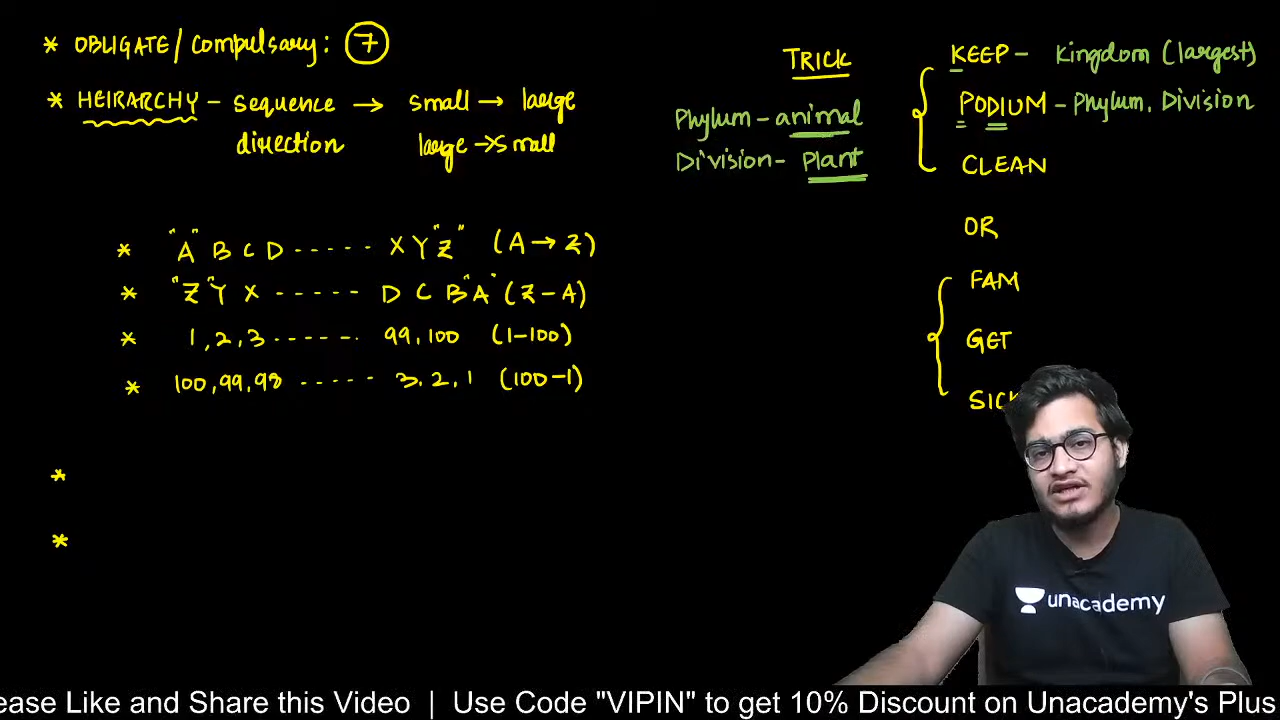 * OBLIGATE/Compulsary: 7
* HEIRARCHY - sequence → small → large
direction large → small
* "A" B C D ------ X Y "Z" (A → Z)
* "Z" Y X ------ D C B "A" (Z - A)
* 1, 2, 3 ------ 99, 100 (1-100)
* 100, 99, 98 ------ 3, 2, 1 (100-1)
*
*
TRICK
Phylum - animal
Division - Plant
KEEP - Kingdom (largest)
PODIUM - Phylum, Division
CLEAN
OR
FAM
GET
SICK
unacademy
ease Like and Share this Video | Use Code "VIPIN" to get 10% Discount on Unacademy's Plus